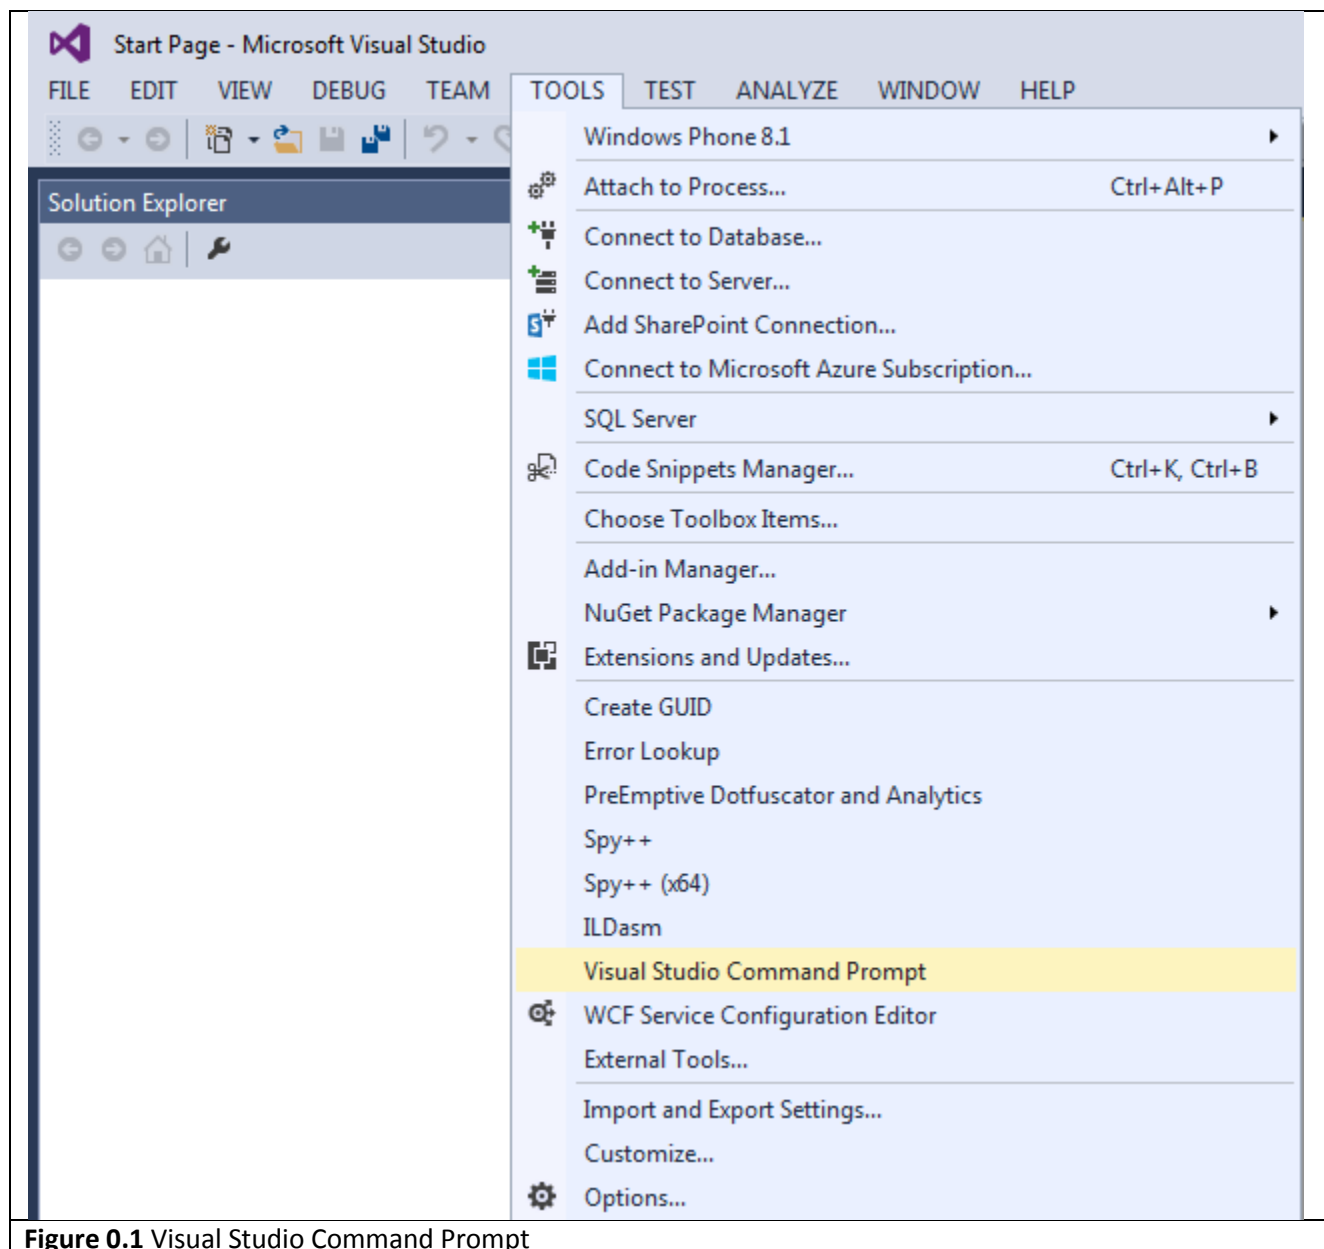 Start Page - Microsoft Visual Studio
FILE EDIT VIEW DEBUG TEAM TOOLS TEST ANALYZE WINDOW HELP
Windows Phone 8.1
Solution Explorer
Attach to Process... Ctrl+Alt+P
Connect to Database...
Connect to Server...
Add SharePoint Connection...
Connect to Microsoft Azure Subscription...
SQL Server
Code Snippets Manager... Ctrl+K, Ctrl+B
Choose Toolbox Items...
Add-in Manager...
NuGet Package Manager
Extensions and Updates...
Create GUID
Error Lookup
PreEmptive Dotfuscator and Analytics
Spy++
Spy++ (x64)
ILDasm
Visual Studio Command Prompt
WCF Service Configuration Editor
External Tools...
Import and Export Settings...
Customize...
Options...
Figure 0.1 Visual Studio Command Prompt